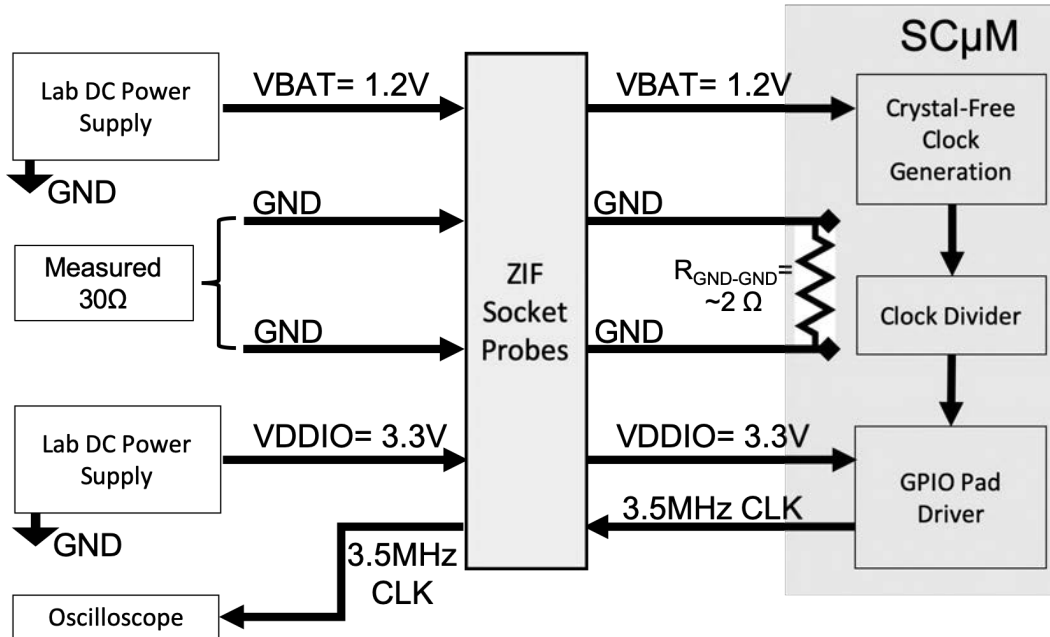 SCµM
Lab DC Power
Supply
GND
VBAT= 1.2V
VBAT= 1.2V
Crystal-Free
Clock
Generation
GND
GND
Measured
30Ω
ZIF
Socket
Probes
R_GND-GND=
~2 Ω
Clock Divider
GND
GND
Lab DC Power
Supply
GND
VDDIO= 3.3V
VDDIO= 3.3V
GPIO Pad
Driver
3.5MHz CLK
3.5MHz
CLK
Oscilloscope